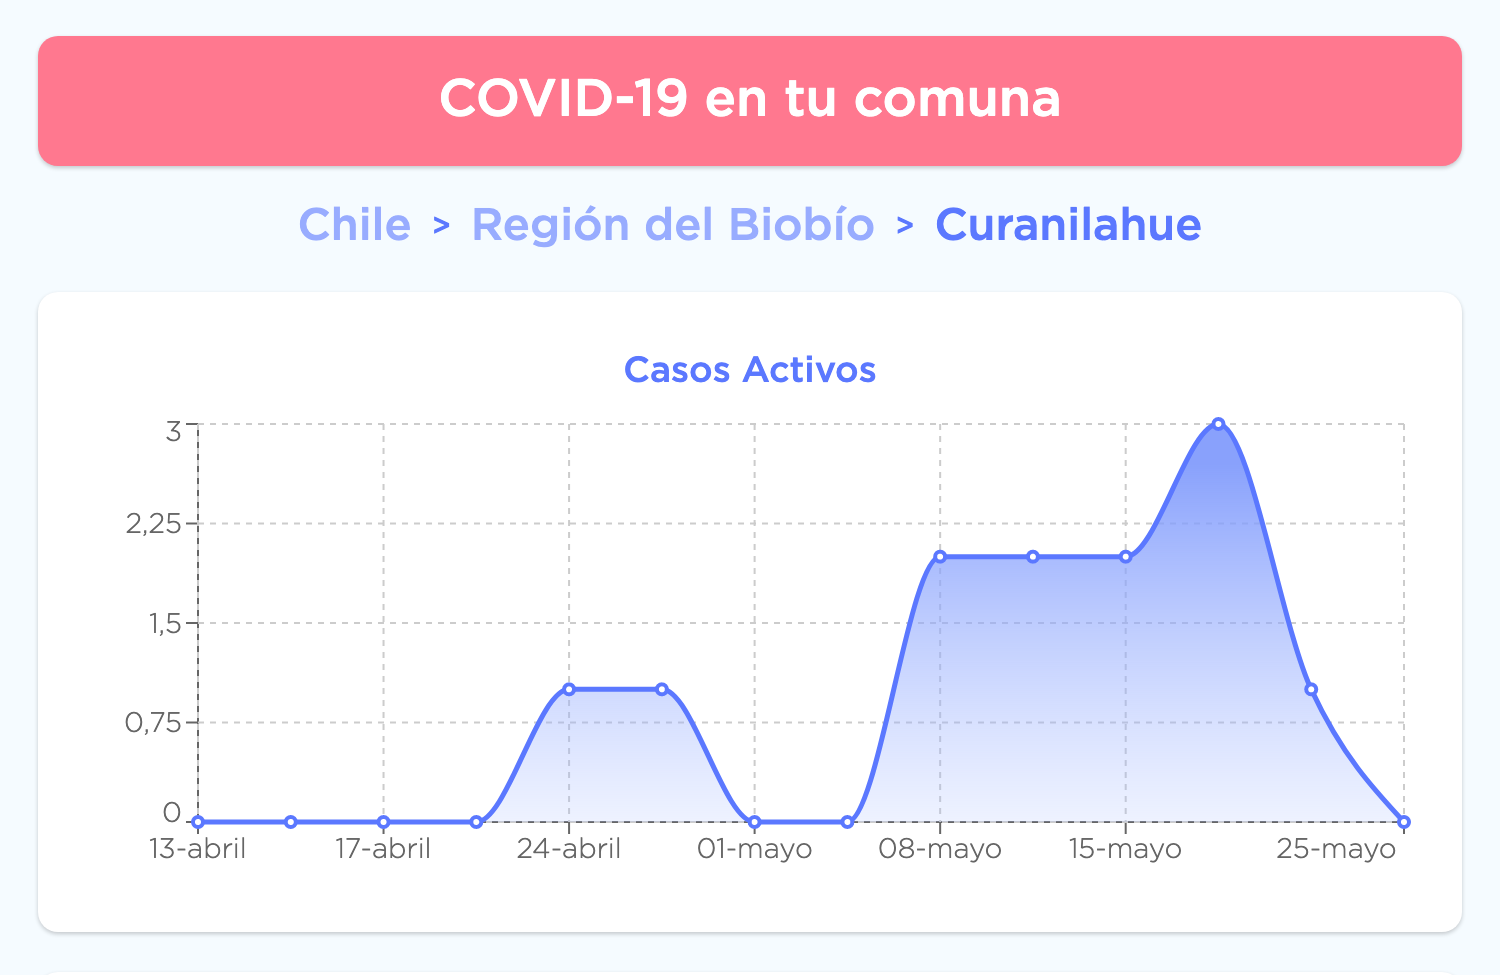 COVID-19 en tu comuna
Chile > Región del Biobío > Curanilahue
Casos Activos
3
2,25
1,5
0,75
0
13-abril 17-abril 24-abril 01-mayo 08-mayo 15-mayo 25-mayo